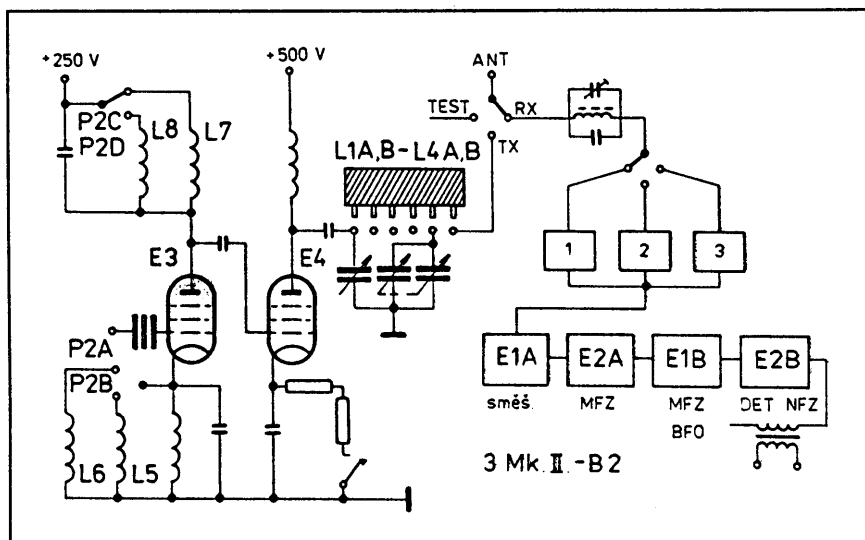 +250 V
+500 V
ANT
TEST
RX
TX
P2C
P2D
L8
L7
L1A,B-L4A,B
E3
E4
1
2
3
P2A
P2B
E1A
E2A
E1B
E2B
směš.
MFZ
MFZ
DET NFZ
BFO
L6
L5
3 Mk. II.-B2